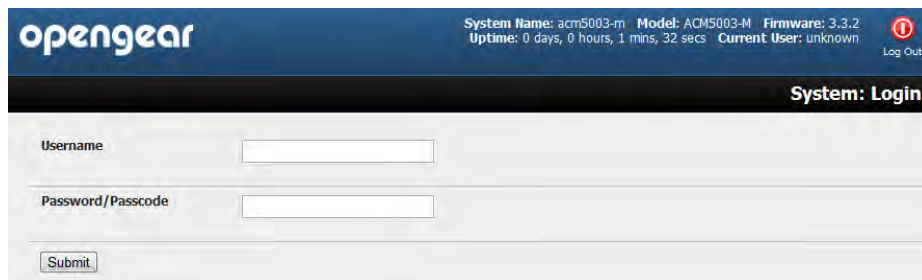 opengear
System Name: acm5003-m Model: ACM5003-M Firmware: 3.3.2
Uptime: 0 days, 0 hours, 1 mins, 32 secs Current User: unknown
Log Out
System: Login
Username
Password/Passcode
Submit